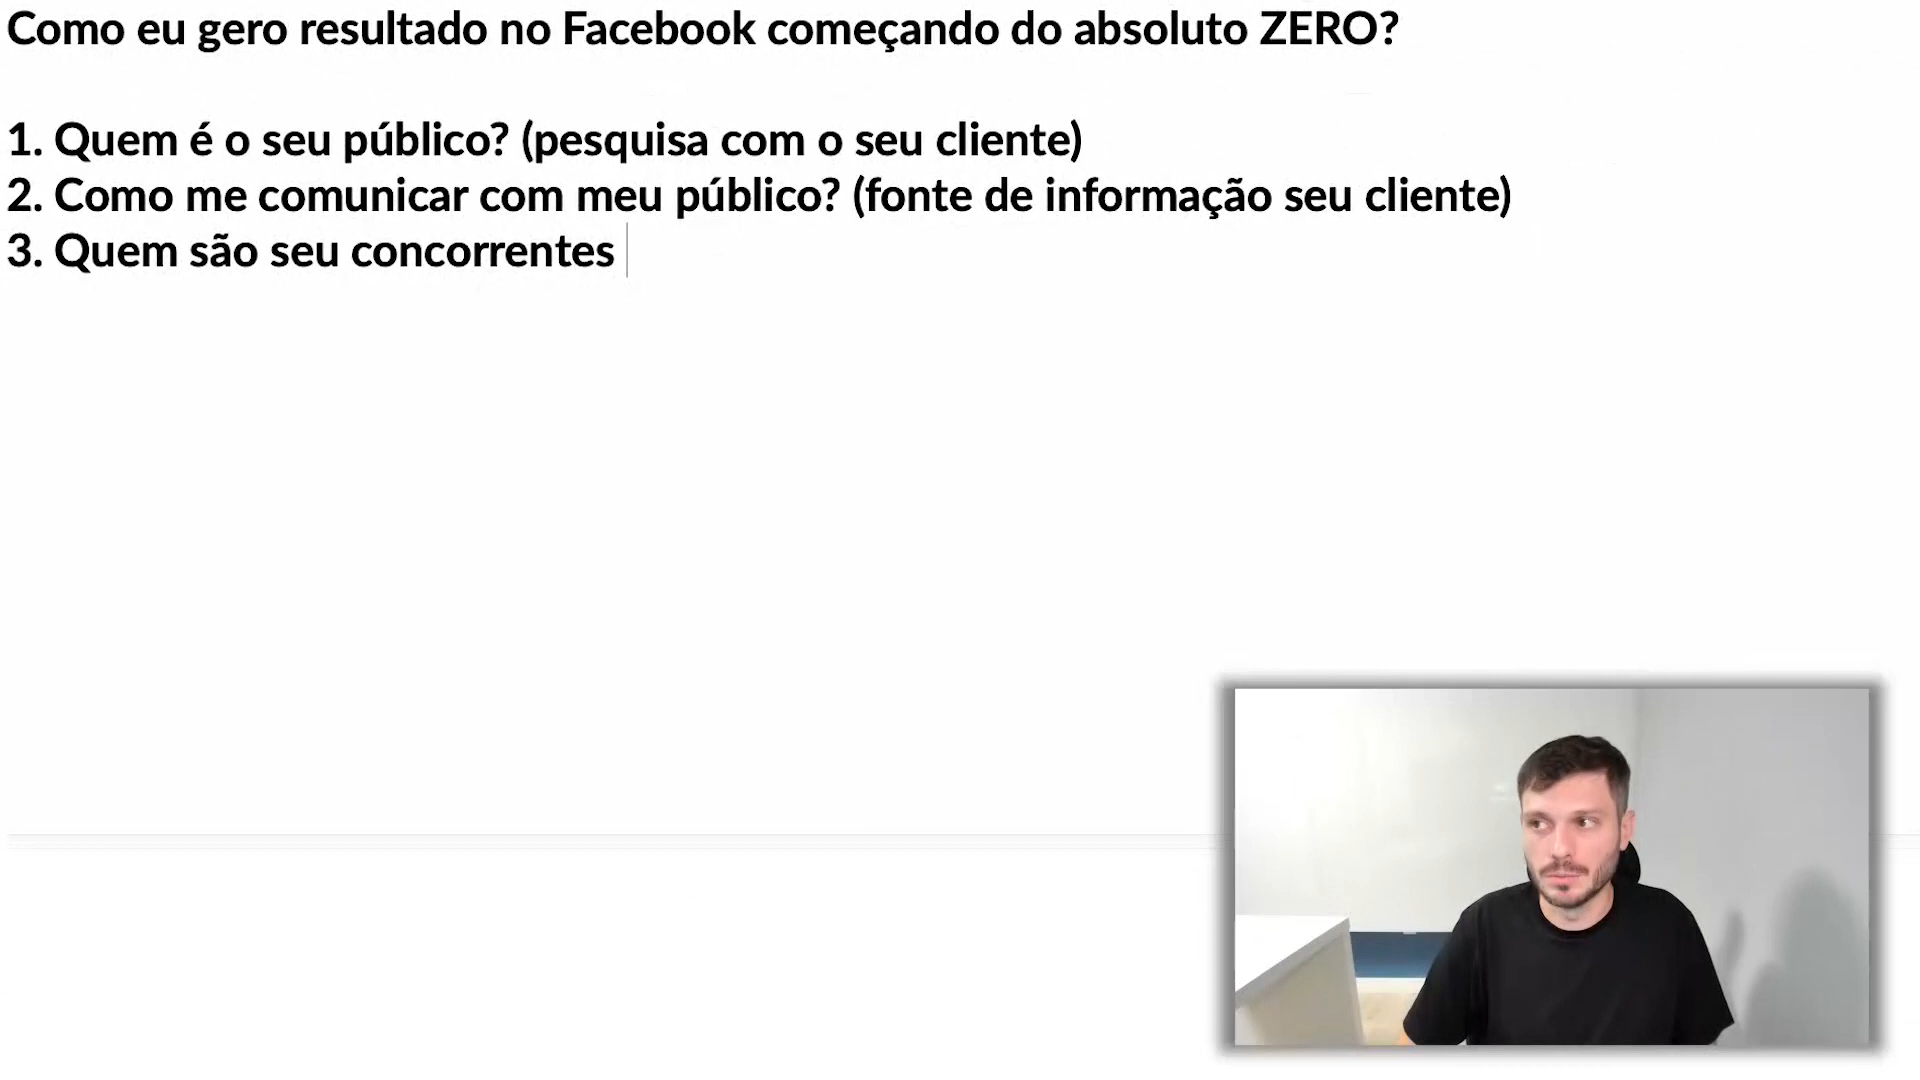 Como eu gero resultado no Facebook começando do absoluto ZERO?
1. Quem é o seu público? (pesquisa com o seu cliente)
2. Como me comunicar com meu público? (fonte de informação seu cliente)
3. Quem são seu concorrentes